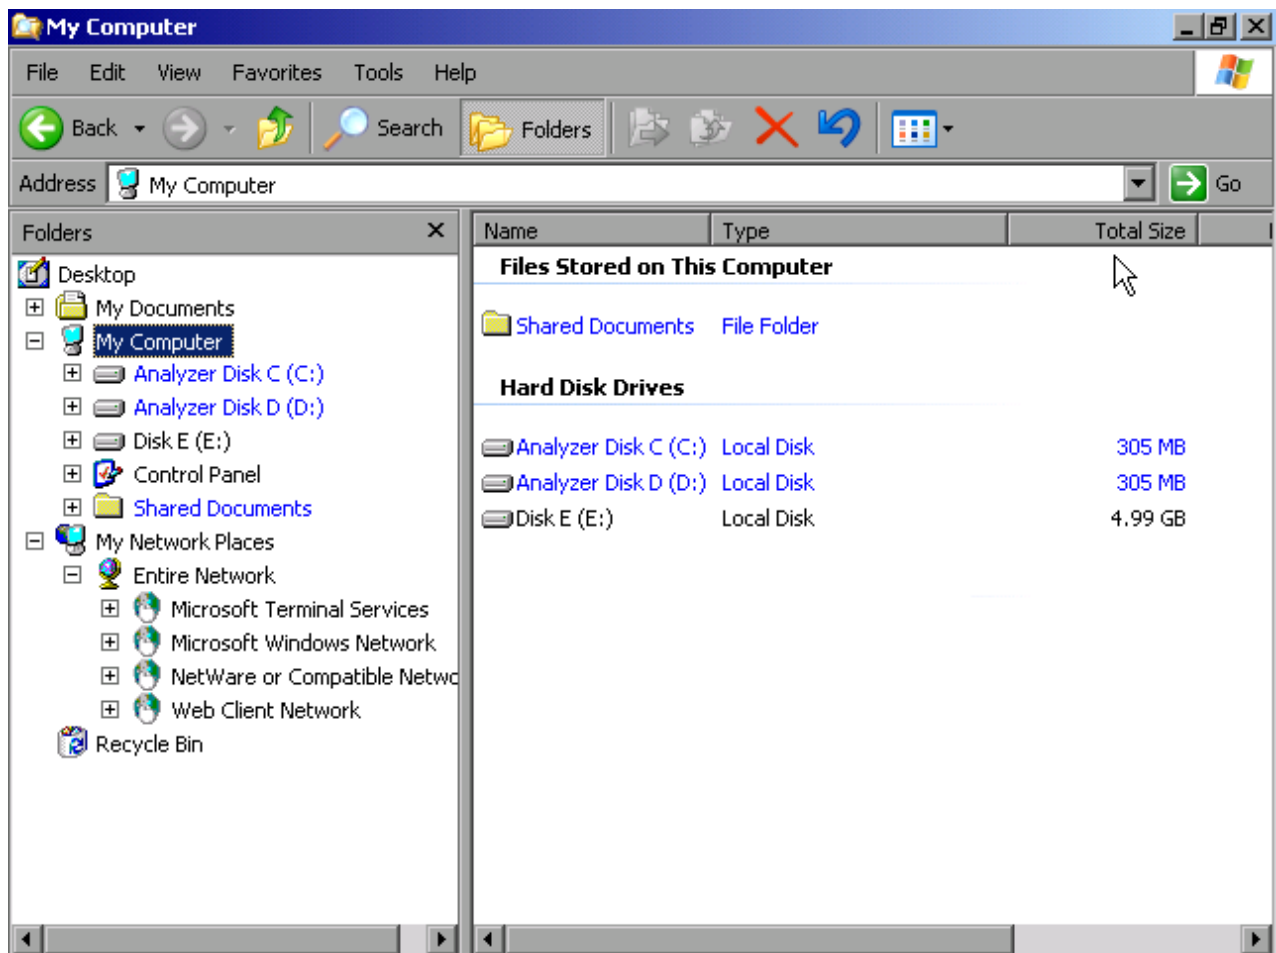 My Computer
File Edit View Favorites Tools Help
Back Search Folders
Address My Computer Go
Folders
Desktop
My Documents
My Computer
Analyzer Disk C (C:)
Analyzer Disk D (D:)
Disk E (E:)
Control Panel
Shared Documents
My Network Places
Entire Network
Microsoft Terminal Services
Microsoft Windows Network
NetWare or Compatible Netwo
Web Client Network
Recycle Bin
Name Type Total Size
Files Stored on This Computer
Shared Documents File Folder
Hard Disk Drives
Analyzer Disk C (C:) Local Disk 305 MB
Analyzer Disk D (D:) Local Disk 305 MB
Disk E (E:) Local Disk 4.99 GB